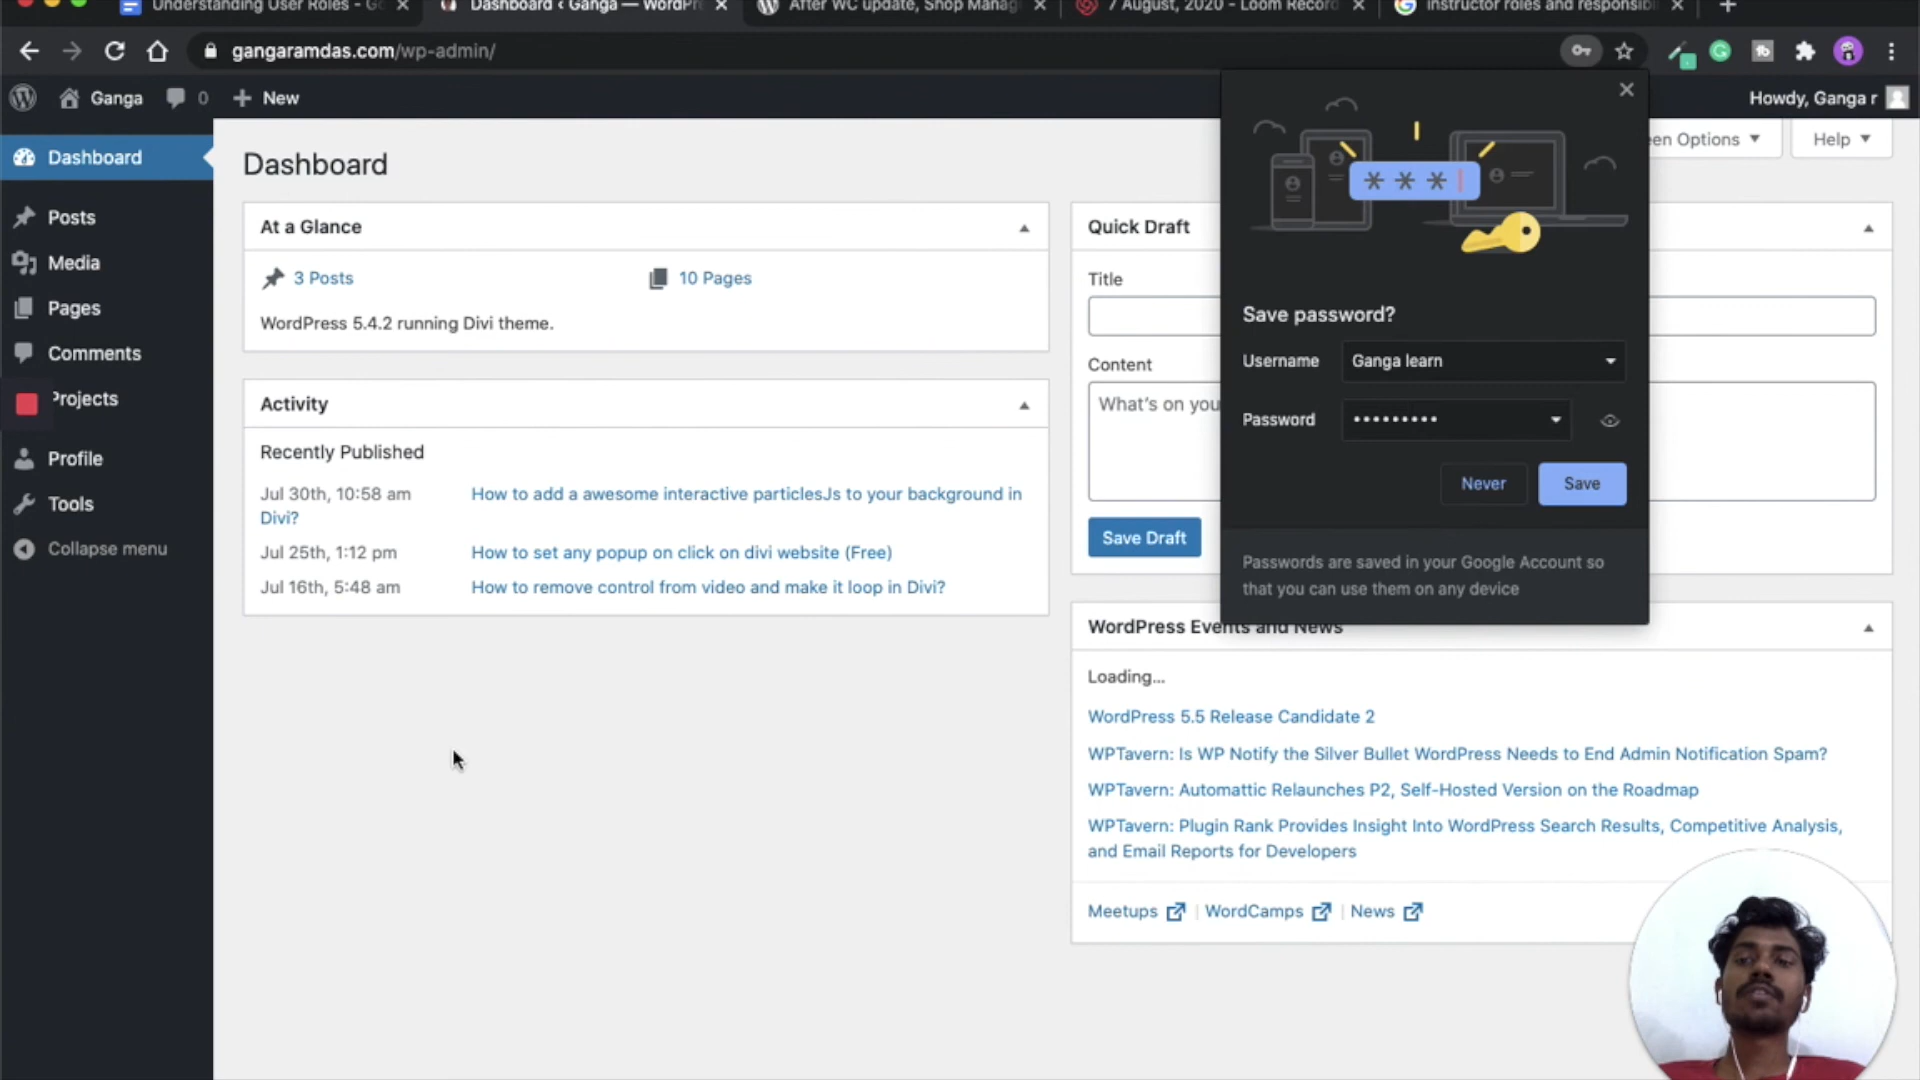 Understanding User Roles - Go
Dashboard ‹ Ganga — WordPre
After WC update, Shop Manag
7 August, 2020 - Loom Record
instructor roles and responsibi
gangaramdas.com/wp-admin/
Ganga
0
New
Howdy, Ganga r
Dashboard
Posts
Media
Pages
Comments
Projects
Profile
Tools
Collapse menu
Dashboard
en Options
Help
At a Glance
3 Posts
10 Pages
WordPress 5.4.2 running Divi theme.
Activity
Recently Published
Jul 30th, 10:58 am How to add a awesome interactive particlesJs to your background in
Divi?
Jul 25th, 1:12 pm How to set any popup on click on divi website (Free)
Jul 16th, 5:48 am How to remove control from video and make it loop in Divi?
Quick Draft
Title
Content
What's on you
Save Draft
***
Save password?
Username Ganga learn
Password •••••••••
Never
Save
Passwords are saved in your Google Account so
that you can use them on any device
WordPress Events and News
Loading...
WordPress 5.5 Release Candidate 2
WPTavern: Is WP Notify the Silver Bullet WordPress Needs to End Admin Notification Spam?
WPTavern: Automattic Relaunches P2, Self-Hosted Version on the Roadmap
WPTavern: Plugin Rank Provides Insight Into WordPress Search Results, Competitive Analysis,
and Email Reports for Developers
Meetups | WordCamps | News